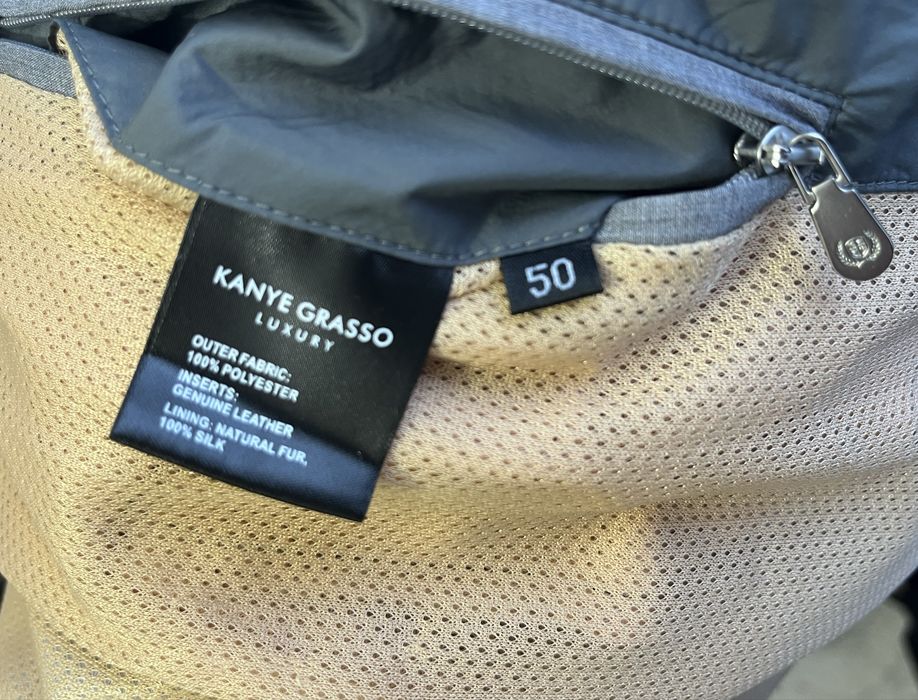 KANYE GRASSO
LUXURY
OUTER FABRIC:
100% POLYESTER
INSERTS:
GENUINE LEATHER
LINING: NATURAL FUR,
100% SILK
50